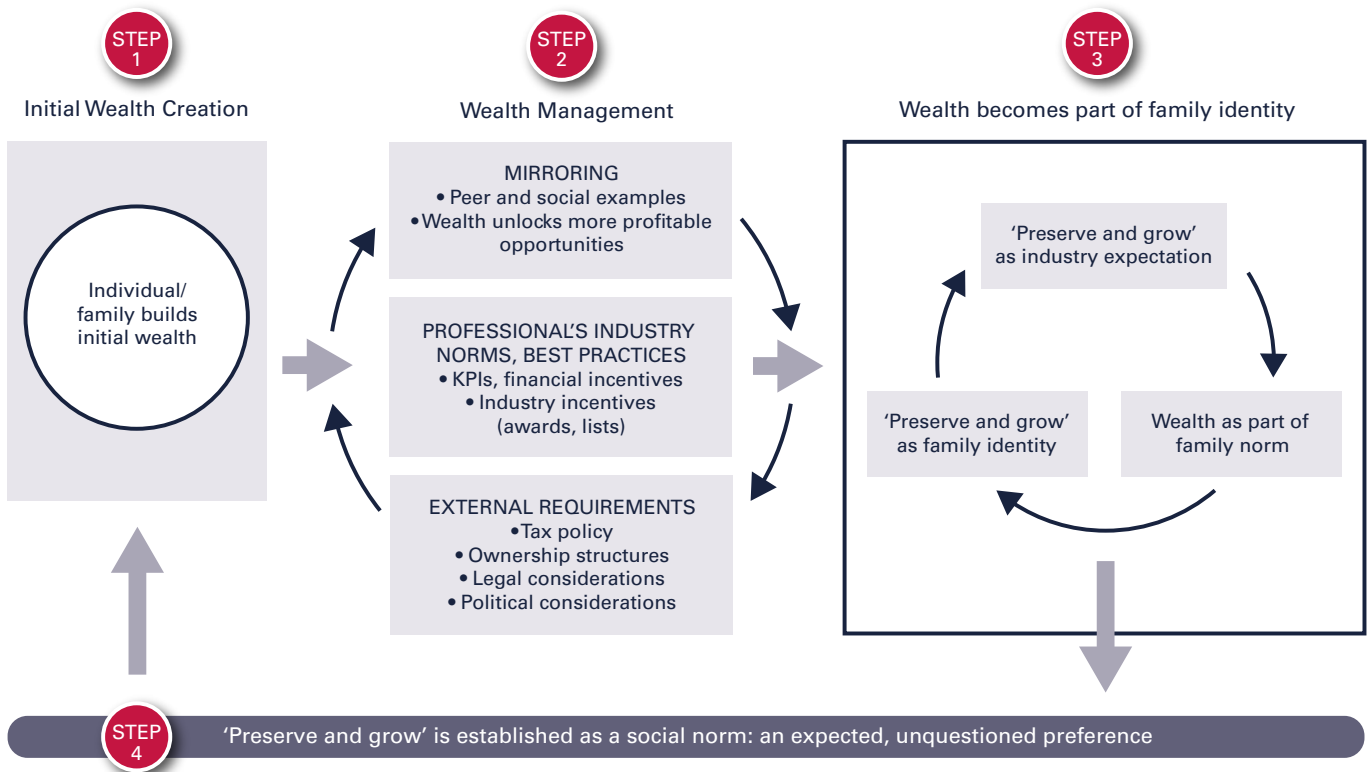 STEP
1
Initial Wealth Creation
Individual/
family builds
initial wealth
STEP
2
Wealth Management
MIRRORING
• Peer and social examples
• Wealth unlocks more profitable
opportunities
PROFESSIONAL’S INDUSTRY
NORMS, BEST PRACTICES
• KPIs, financial incentives
• Industry incentives
(awards, lists)
EXTERNAL REQUIREMENTS
•Tax policy
• Ownership structures
• Legal considerations
• Political considerations
STEP
3
Wealth becomes part of family identity
‘Preserve and grow’
as industry expectation
‘Preserve and grow’
as family identity
Wealth as part of
family norm
STEP
4
‘Preserve and grow’ is established as a social norm: an expected, unquestioned preference